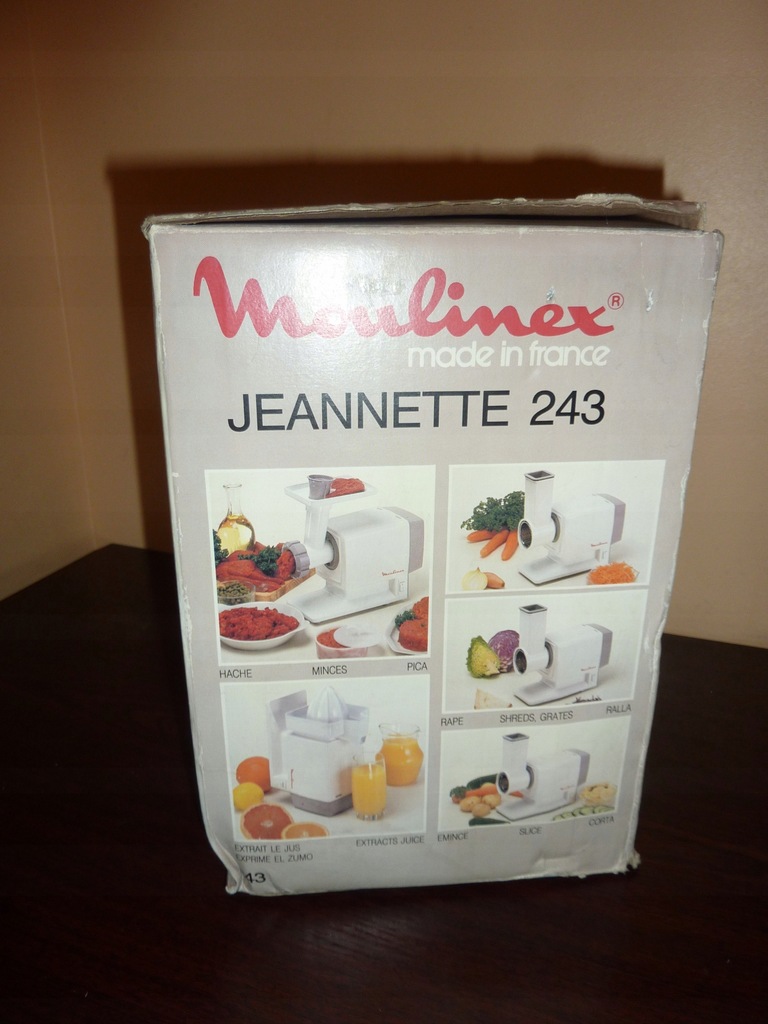 Moulinex®
made in france
JEANNETTE 243
Moulinex
HACHE MINCES PICA
RAPE SHREDS, GRATES RALLA
EXTRAIT LE JUS EXTRACTS JUICE
EXPRIME EL ZUMO
EMINCE SLICE CORTA
43